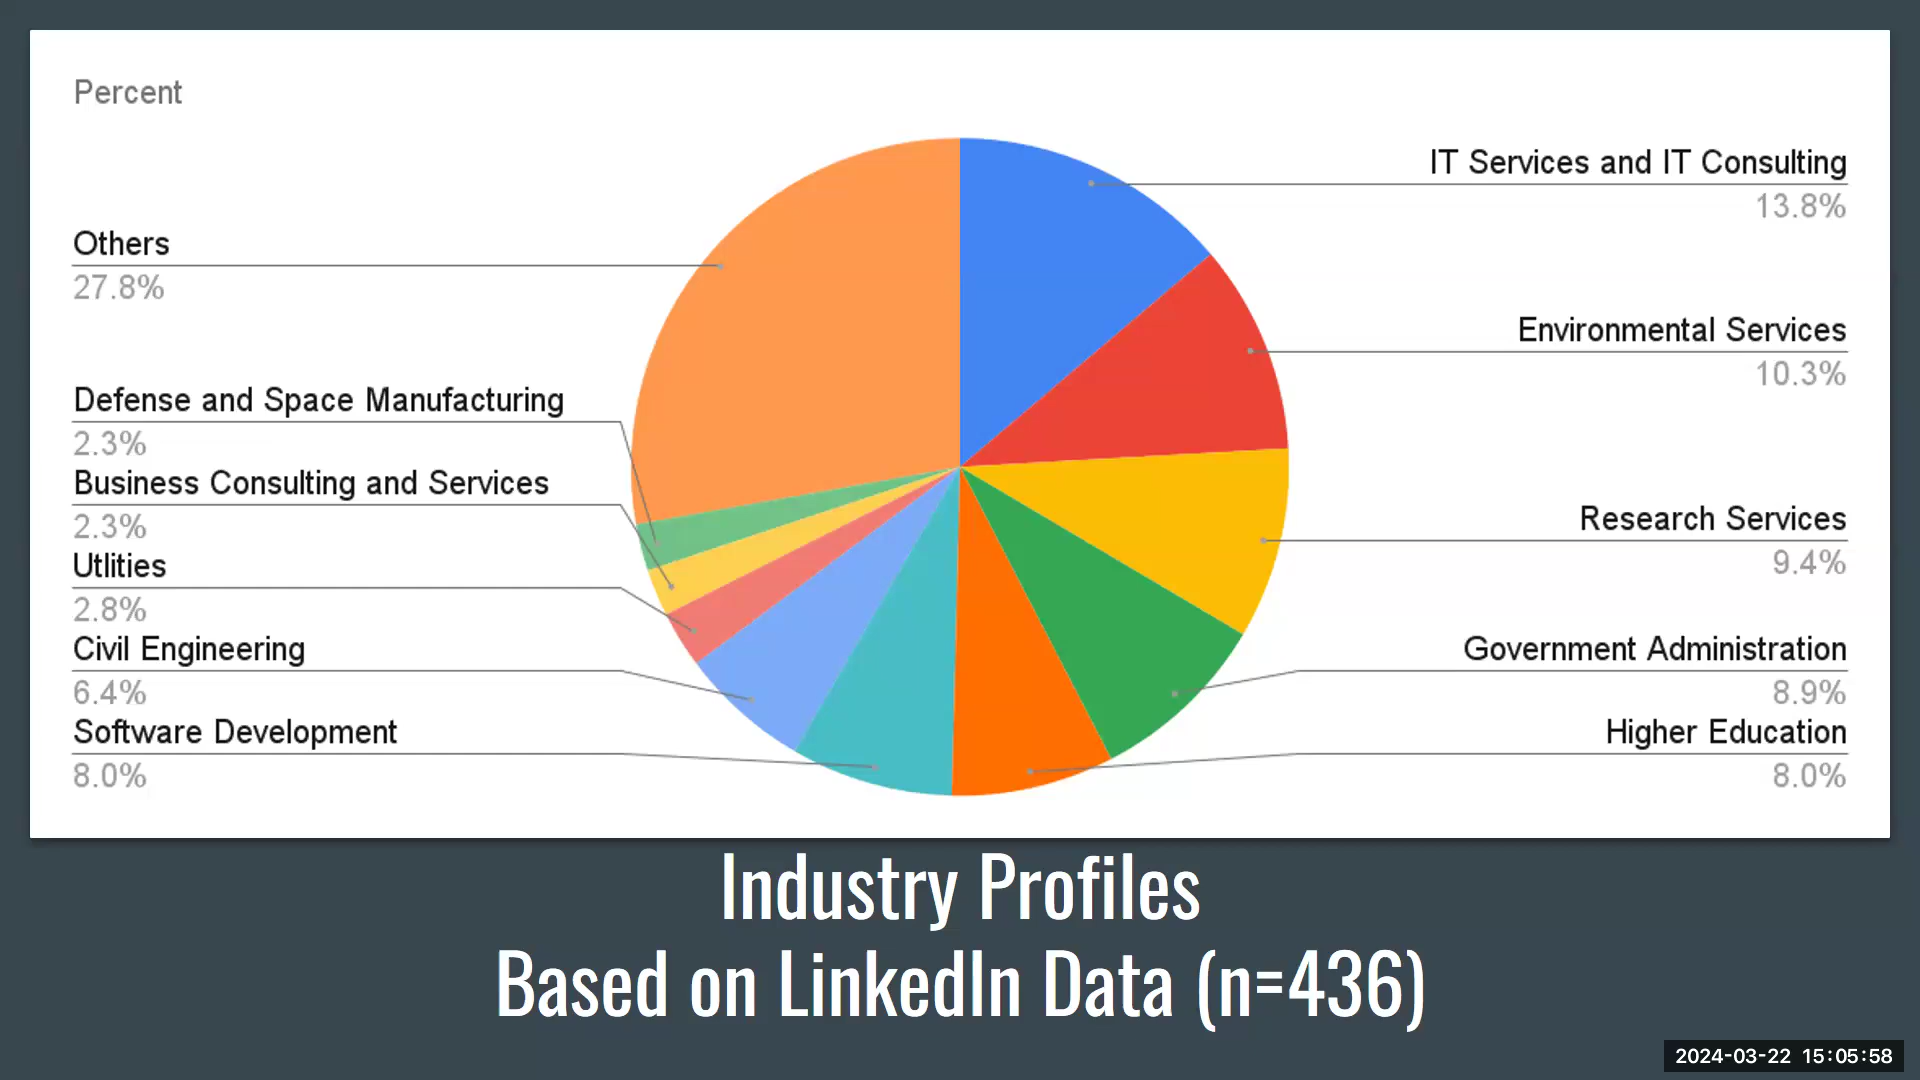 Percent
IT Services and IT Consulting
13.8%
Environmental Services
10.3%
Research Services
9.4%
Government Administration
8.9%
Higher Education
8.0%
Others
27.8%
Defense and Space Manufacturing
2.3%
Business Consulting and Services
2.3%
Utlities
2.8%
Civil Engineering
6.4%
Software Development
8.0%
Industry Profiles
Based on LinkedIn Data (n=436)
2024-03-22 15:05:58